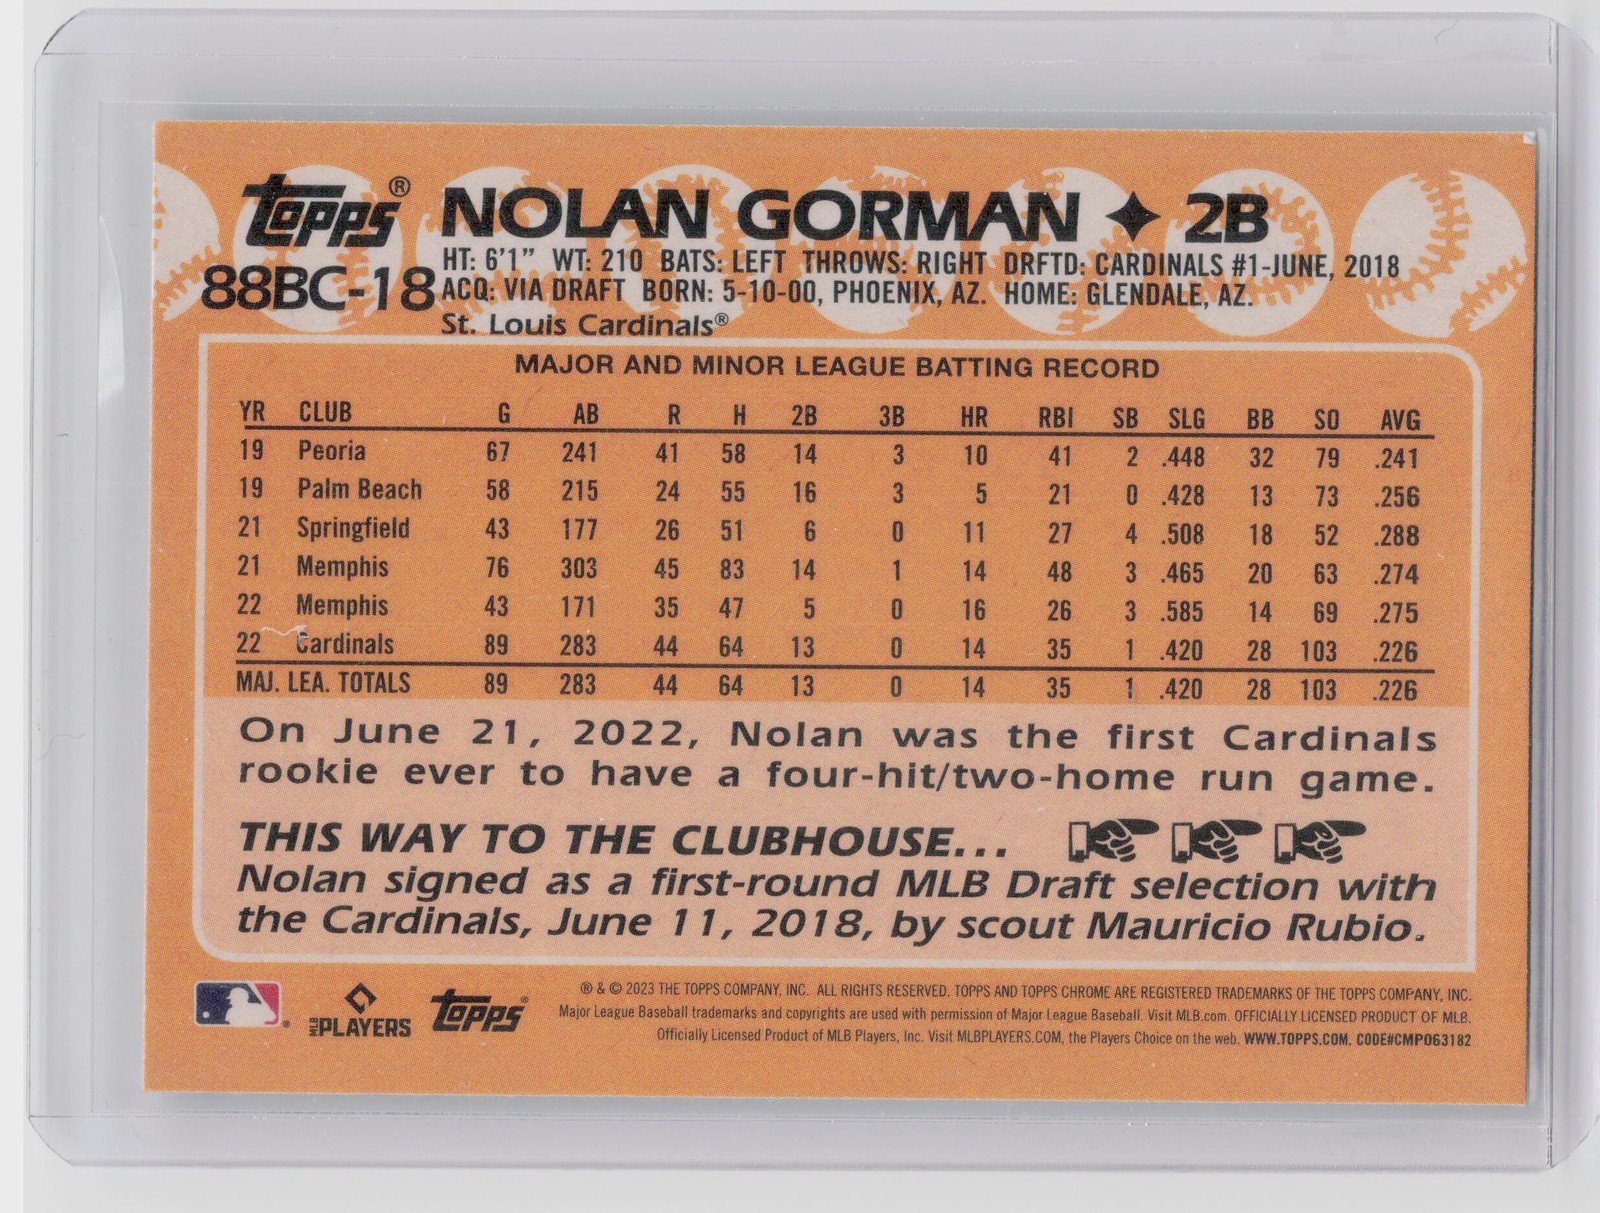 Topps® NOLAN GORMAN ✦ 2B
88BC-18 HT: 6'1" WT: 210 BATS: LEFT THROWS: RIGHT DRFTD: CARDINALS #1-JUNE, 2018
ACQ: VIA DRAFT BORN: 5-10-00, PHOENIX, AZ. HOME: GLENDALE, AZ.
St. Louis Cardinals®
MAJOR AND MINOR LEAGUE BATTING RECORD
YR CLUB G AB R H 2B 3B HR RBI SB SLG BB SO AVG
19 Peoria 67 241 41 58 14 3 10 41 2 .448 32 79 .241
19 Palm Beach 58 215 24 55 16 3 5 21 0 .428 13 73 .256
21 Springfield 43 177 26 51 6 0 11 27 4 .508 18 52 .288
21 Memphis 76 303 45 83 14 1 14 48 3 .465 20 63 .274
22 Memphis 43 171 35 47 5 0 16 26 3 .585 14 69 .275
22 Cardinals 89 283 44 64 13 0 14 35 1 .420 28 103 .226
MAJ. LEA. TOTALS 89 283 44 64 13 0 14 35 1 .420 28 103 .226
On June 21, 2022, Nolan was the first Cardinals
rookie ever to have a four-hit/two-home run game.
THIS WAY TO THE CLUBHOUSE...
Nolan signed as a first-round MLB Draft selection with
the Cardinals, June 11, 2018, by scout Mauricio Rubio.
® & © 2023 THE TOPPS COMPANY, INC. ALL RIGHTS RESERVED. TOPPS AND TOPPS CHROME ARE REGISTERED TRADEMARKS OF THE TOPPS COMPANY, INC.
Major League Baseball trademarks and copyrights are used with permission of Major League Baseball. Visit MLB.com. OFFICIALLY LICENSED PRODUCT OF MLB.
MLB PLAYERS Topps® Officially Licensed Product of MLB Players, Inc. Visit MLBPLAYERS.COM, the Players Choice on the web. WWW.TOPPS.COM. CODE#CMP063182